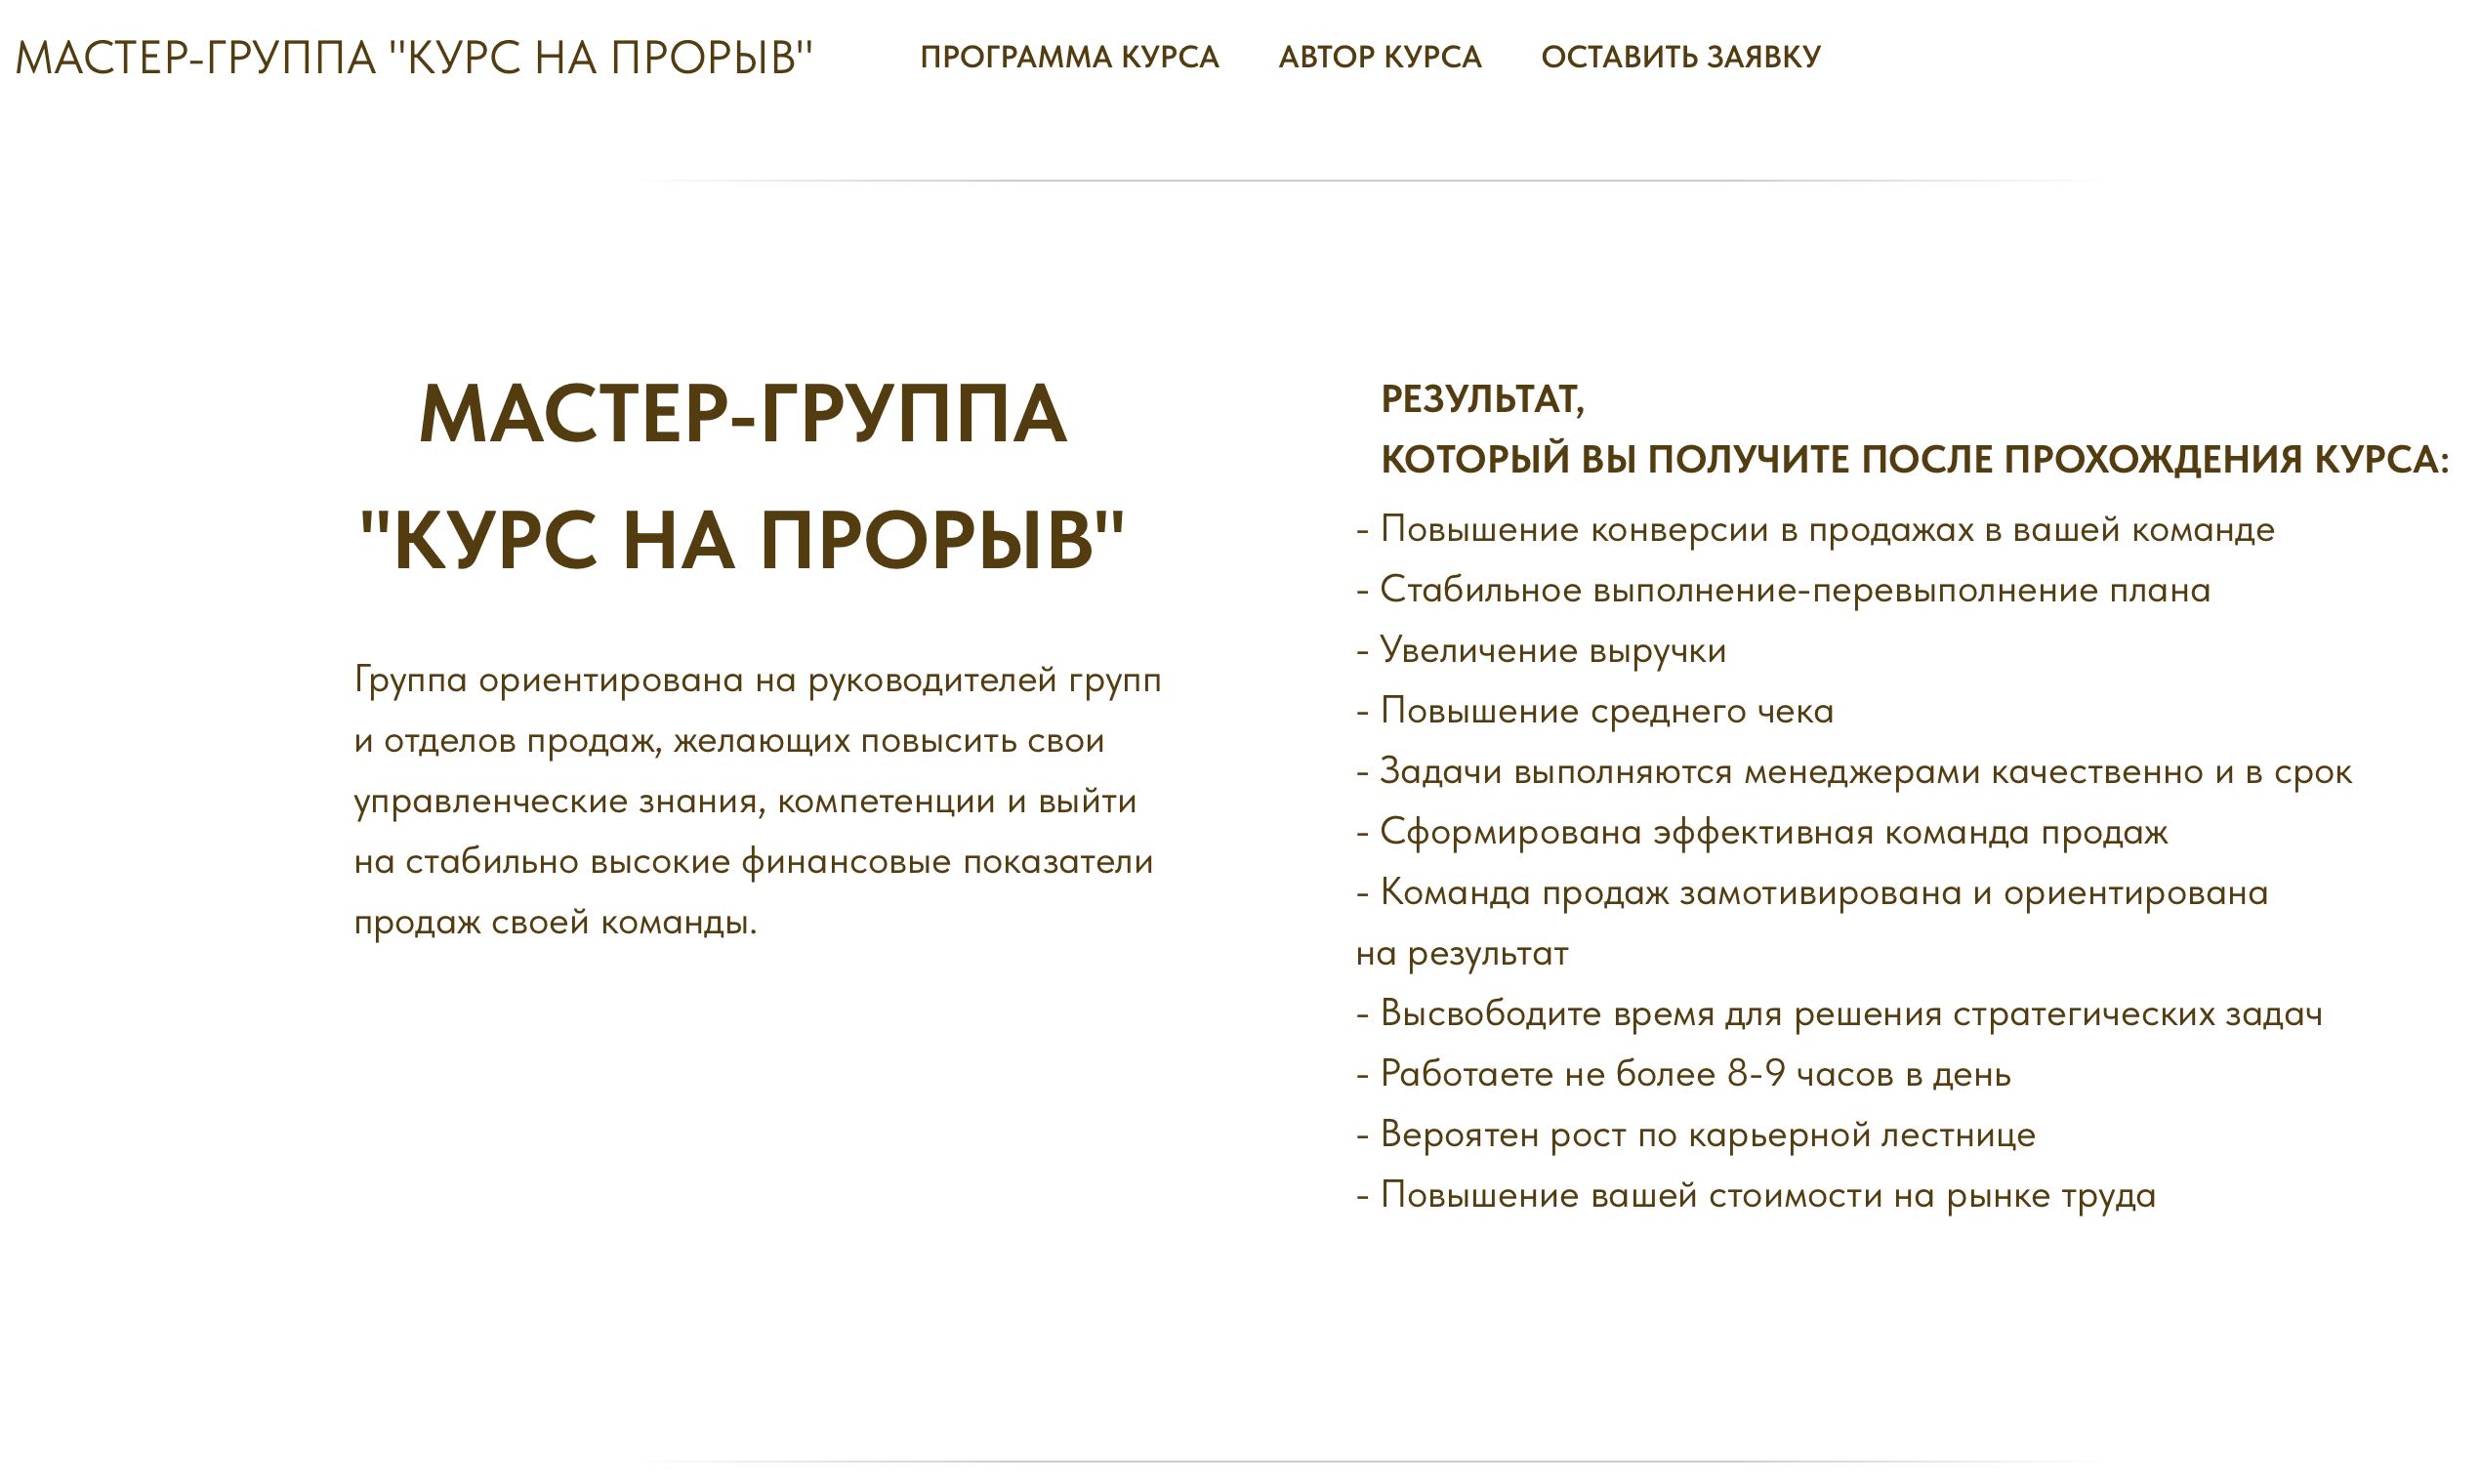 МАСТЕР-ГРУППА "КУРС НА ПРОРЫВ"
ПРОГРАММА КУРСА
АВТОР КУРСА
ОСТАВИТЬ ЗАЯВКУ
МАСТЕР-ГРУППА
"КУРС НА ПРОРЫВ"
Группа ориентирована на руководителей групп
и отделов продаж, желающих повысить свои
управленческие знания, компетенции и выйти
на стабильно высокие финансовые показатели
продаж своей команды.
РЕЗУЛЬТАТ,
КОТОРЫЙ ВЫ ПОЛУЧИТЕ ПОСЛЕ ПРОХОЖДЕНИЯ КУРСА:
- Повышение конверсии в продажах в вашей команде
- Стабильное выполнение-перевыполнение плана
- Увеличение выручки
- Повышение среднего чека
- Задачи выполняются менеджерами качественно и в срок
- Сформирована эффективная команда продаж
- Команда продаж замотивирована и ориентирована
на результат
- Высвободите время для решения стратегических задач
- Работаете не более 8-9 часов в день
- Вероятен рост по карьерной лестнице
- Повышение вашей стоимости на рынке труда